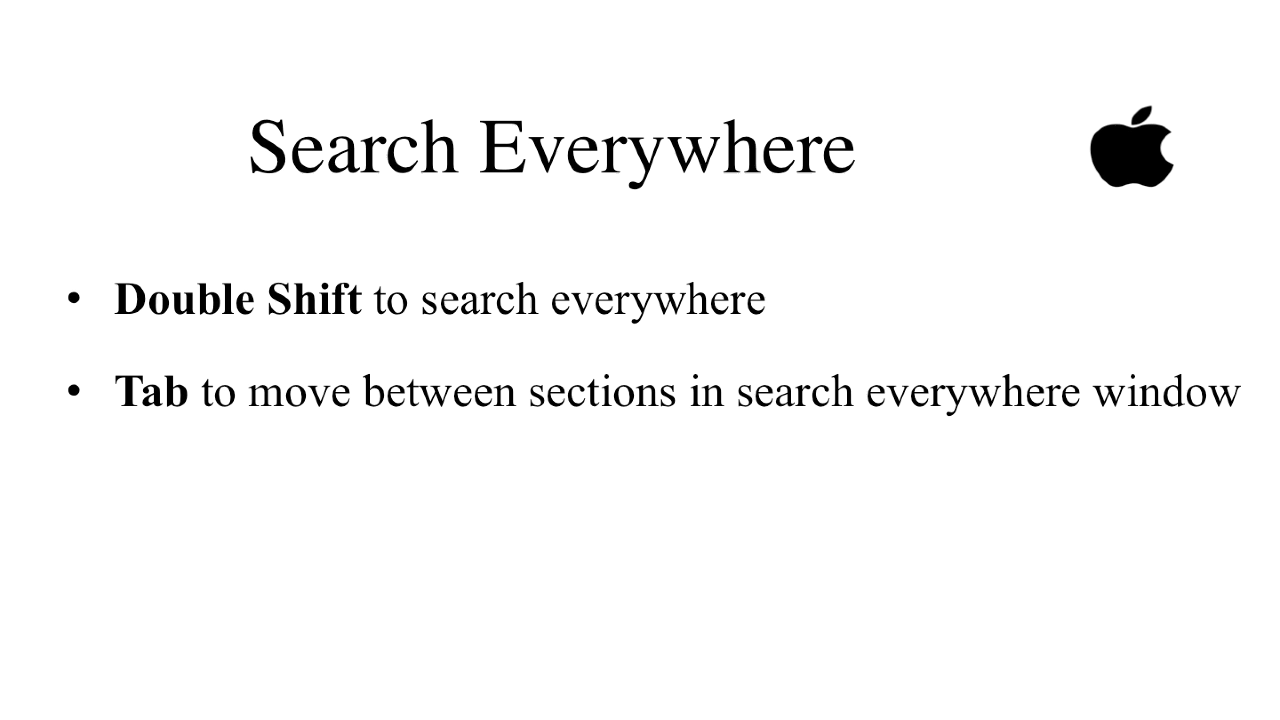 Search Everywhere
• Double Shift to search everywhere
• Tab to move between sections in search everywhere window